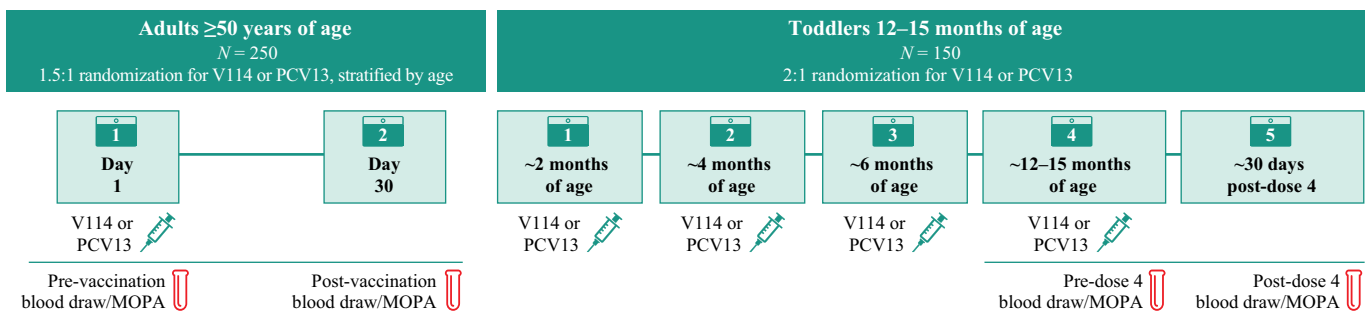 Adults ≥50 years of age
N = 250
1.5:1 randomization for V114 or PCV13, stratified by age
1
Day
1
V114 or
PCV13
Pre-vaccination
blood draw/MOPA
2
Day
30
Post-vaccination
blood draw/MOPA
Toddlers 12–15 months of age
N = 150
2:1 randomization for V114 or PCV13
1
~2 months
of age
V114 or
PCV13
2
~4 months
of age
V114 or
PCV13
3
~6 months
of age
V114 or
PCV13
4
~12–15 months
of age
V114 or
PCV13
Pre-dose 4
blood draw/MOPA
5
~30 days
post-dose 4
Post-dose 4
blood draw/MOPA